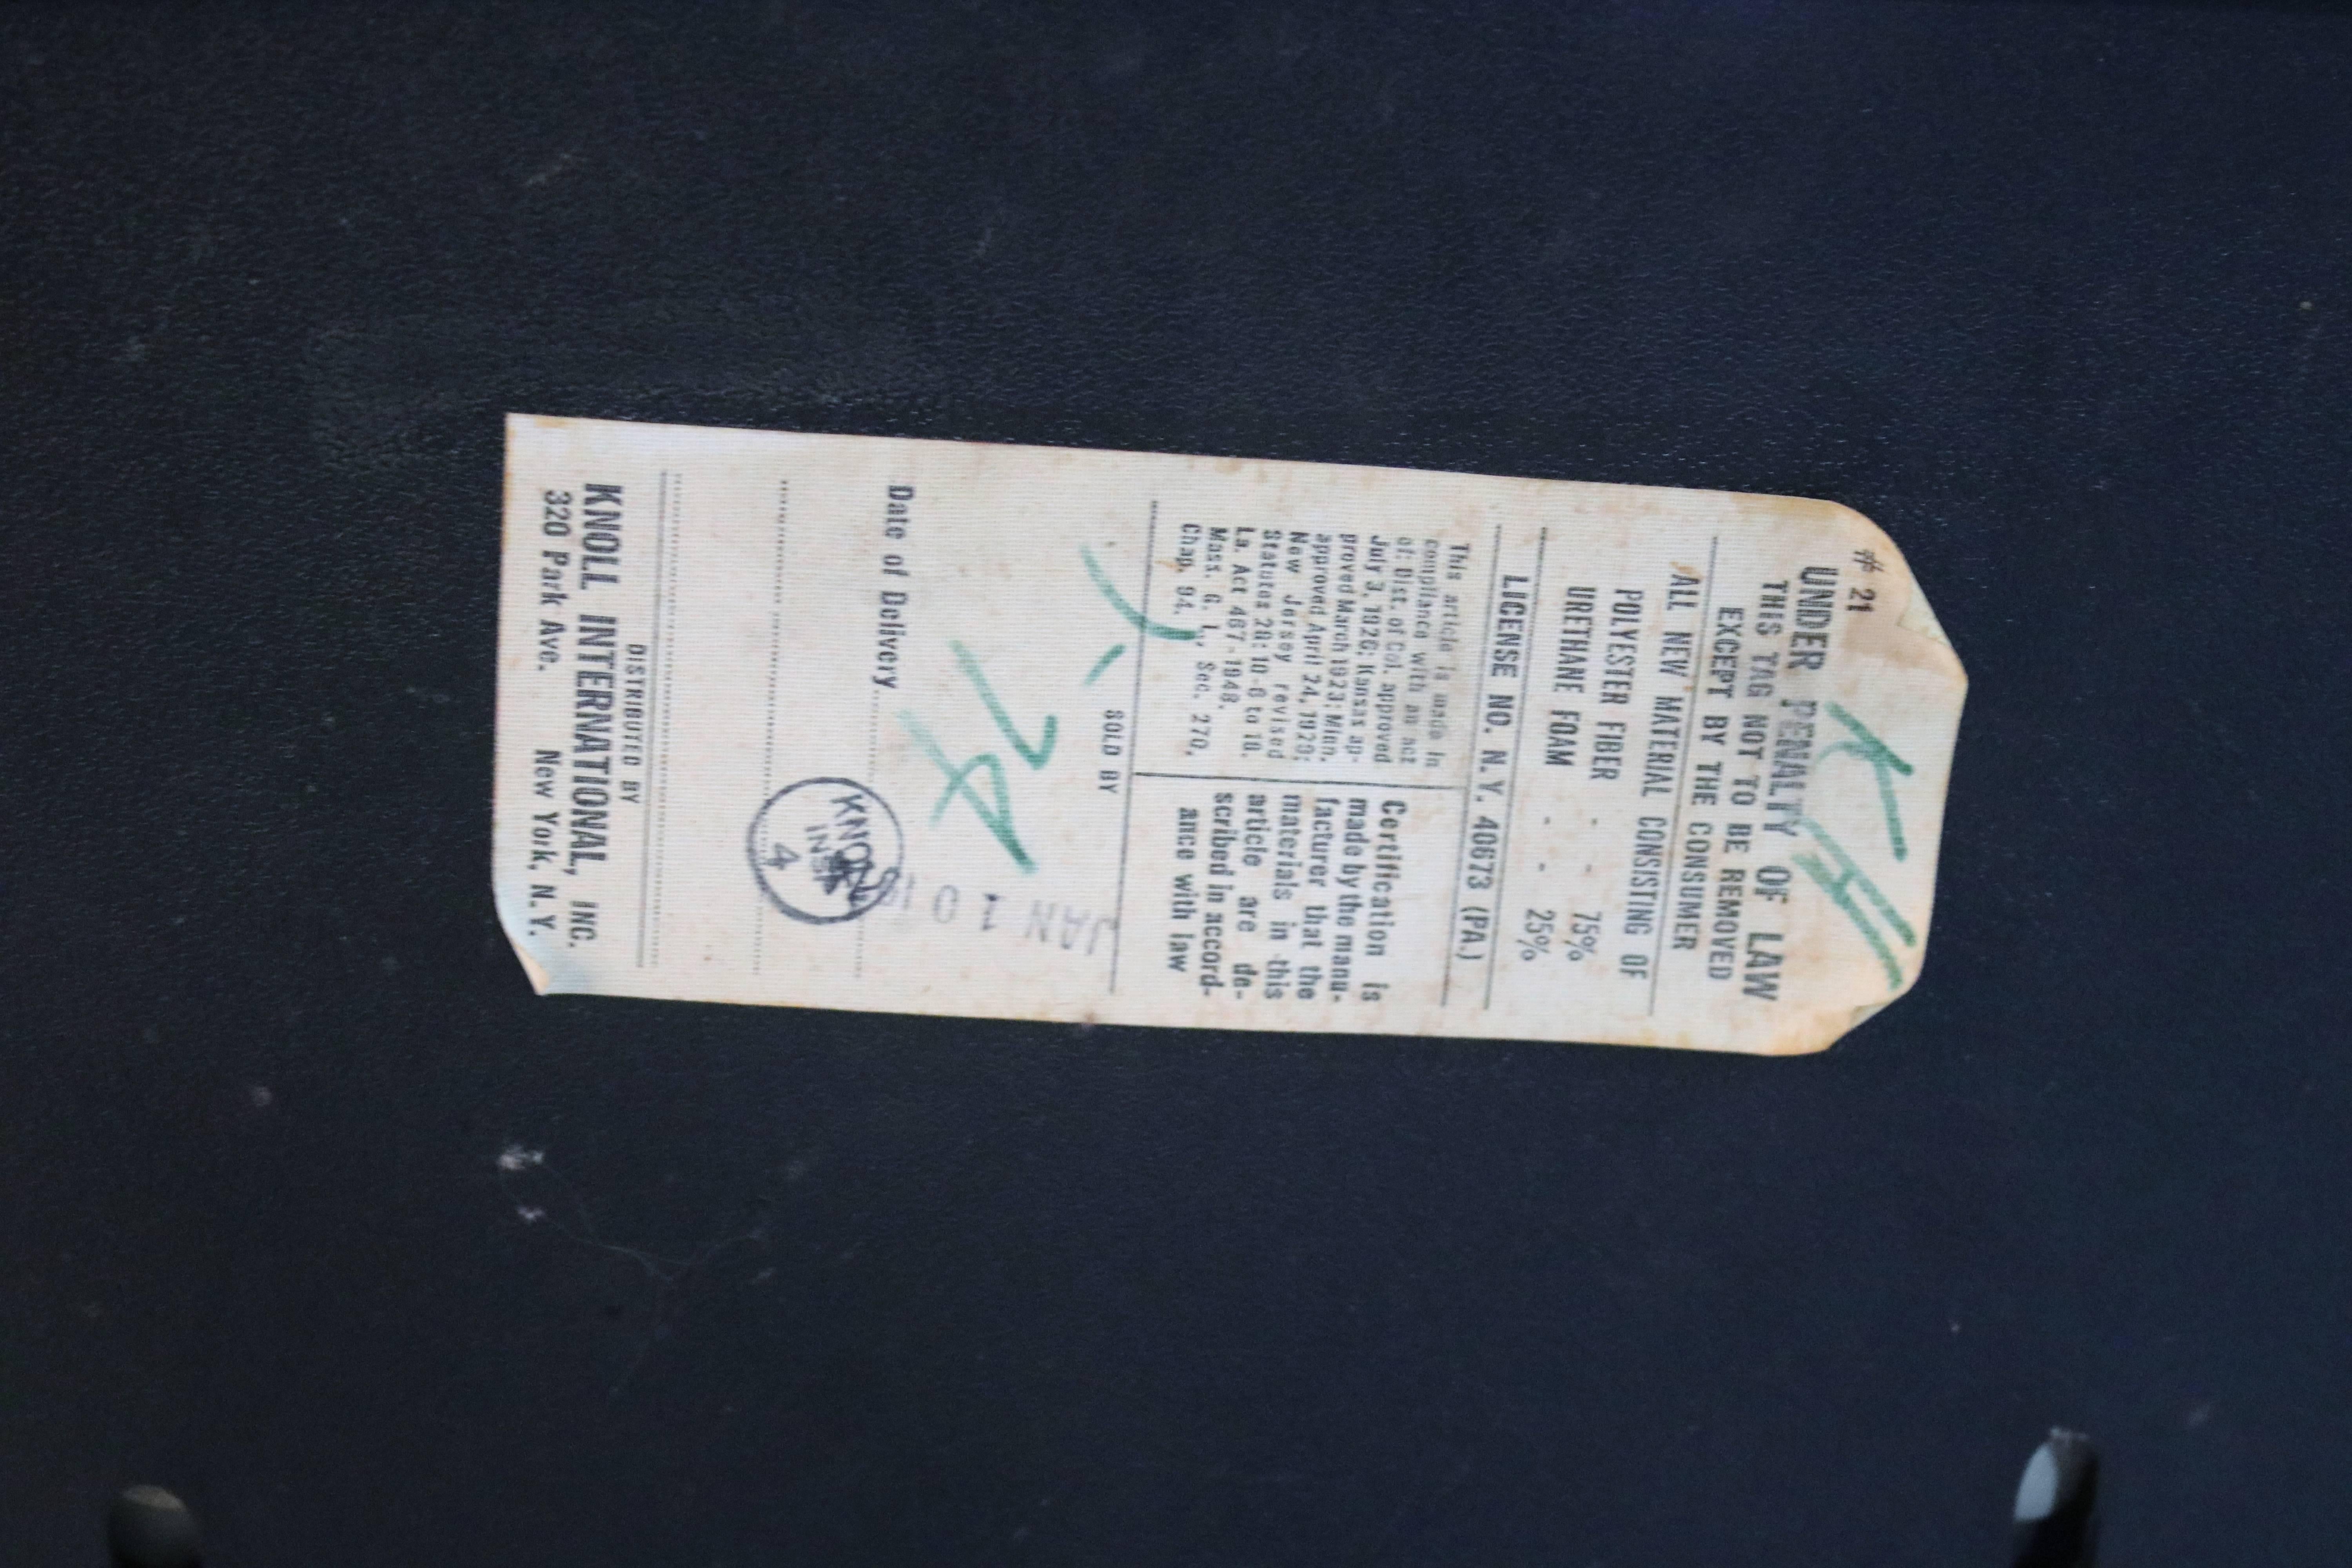 # 21
UNDER PENALTY OF LAW
THIS TAG NOT TO BE REMOVED
EXCEPT BY THE CONSUMER
ALL NEW MATERIAL CONSISTING OF
POLYESTER FIBER - - 75%
URETHANE FOAM - - 25%
LICENSE NO. N.Y. 40673 (PA.)
This article is made in
compliance with an act
of: Dist. of Col. approved
July 3, 1926; Kansas ap-
proved March 1923; Minn.
approved April 24, 1929;
New Jersey revised
Statutes 26:10-6 to 18.
La. Act 467-1948.
Mass. G. L., Sec. 270,
Chap. 94.
Certification is
made by the manu-
facturer that the
materials in this
article are de-
scribed in accord-
ance with law
SOLD BY
74
JAN 10
Date of Delivery
KNOLL
4
DISTRIBUTED BY
KNOLL INTERNATIONAL, INC.
320 Park Ave. New York, N.Y.